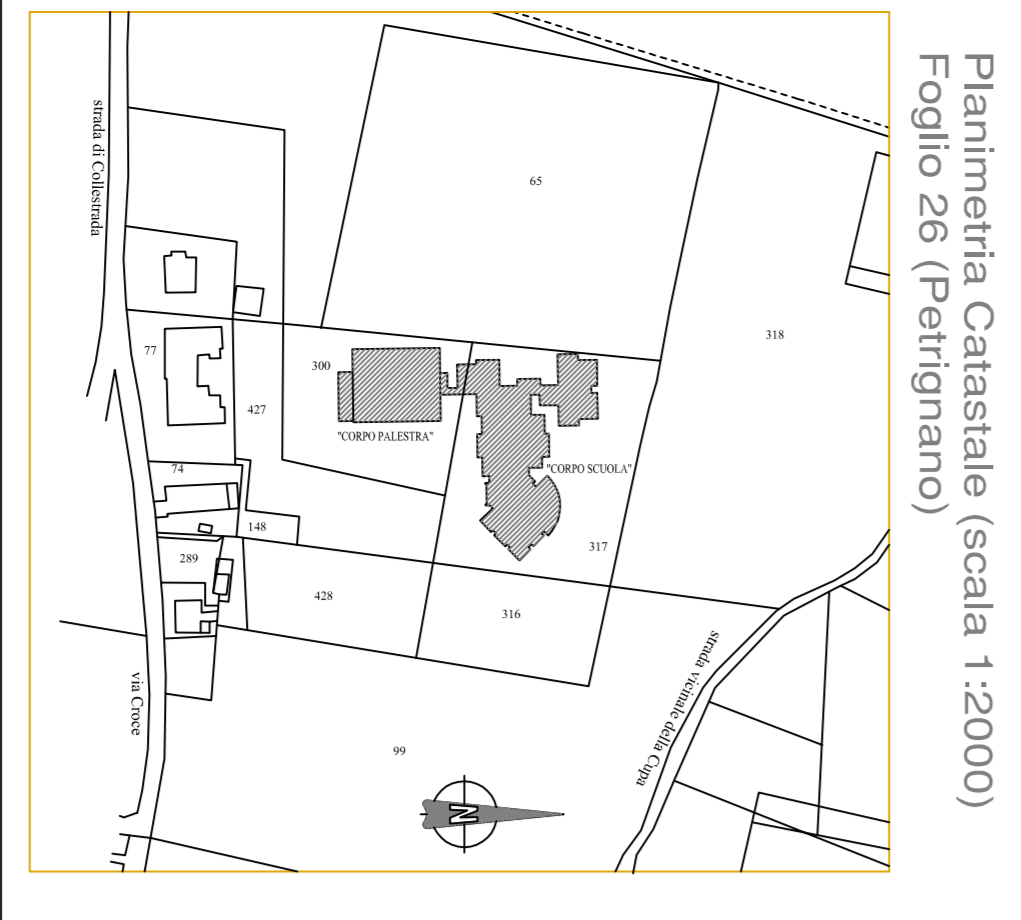 Planimetria Catastale (scala 1:2000)
Foglio 26 (Petrignano)
strada di Collestrada
65
318
77
300
427
"CORPO PALESTRA"
74
"CORPO SCUOLA"
148
317
289
428
316
strada vicinale della Cupa
via Croce
99
N